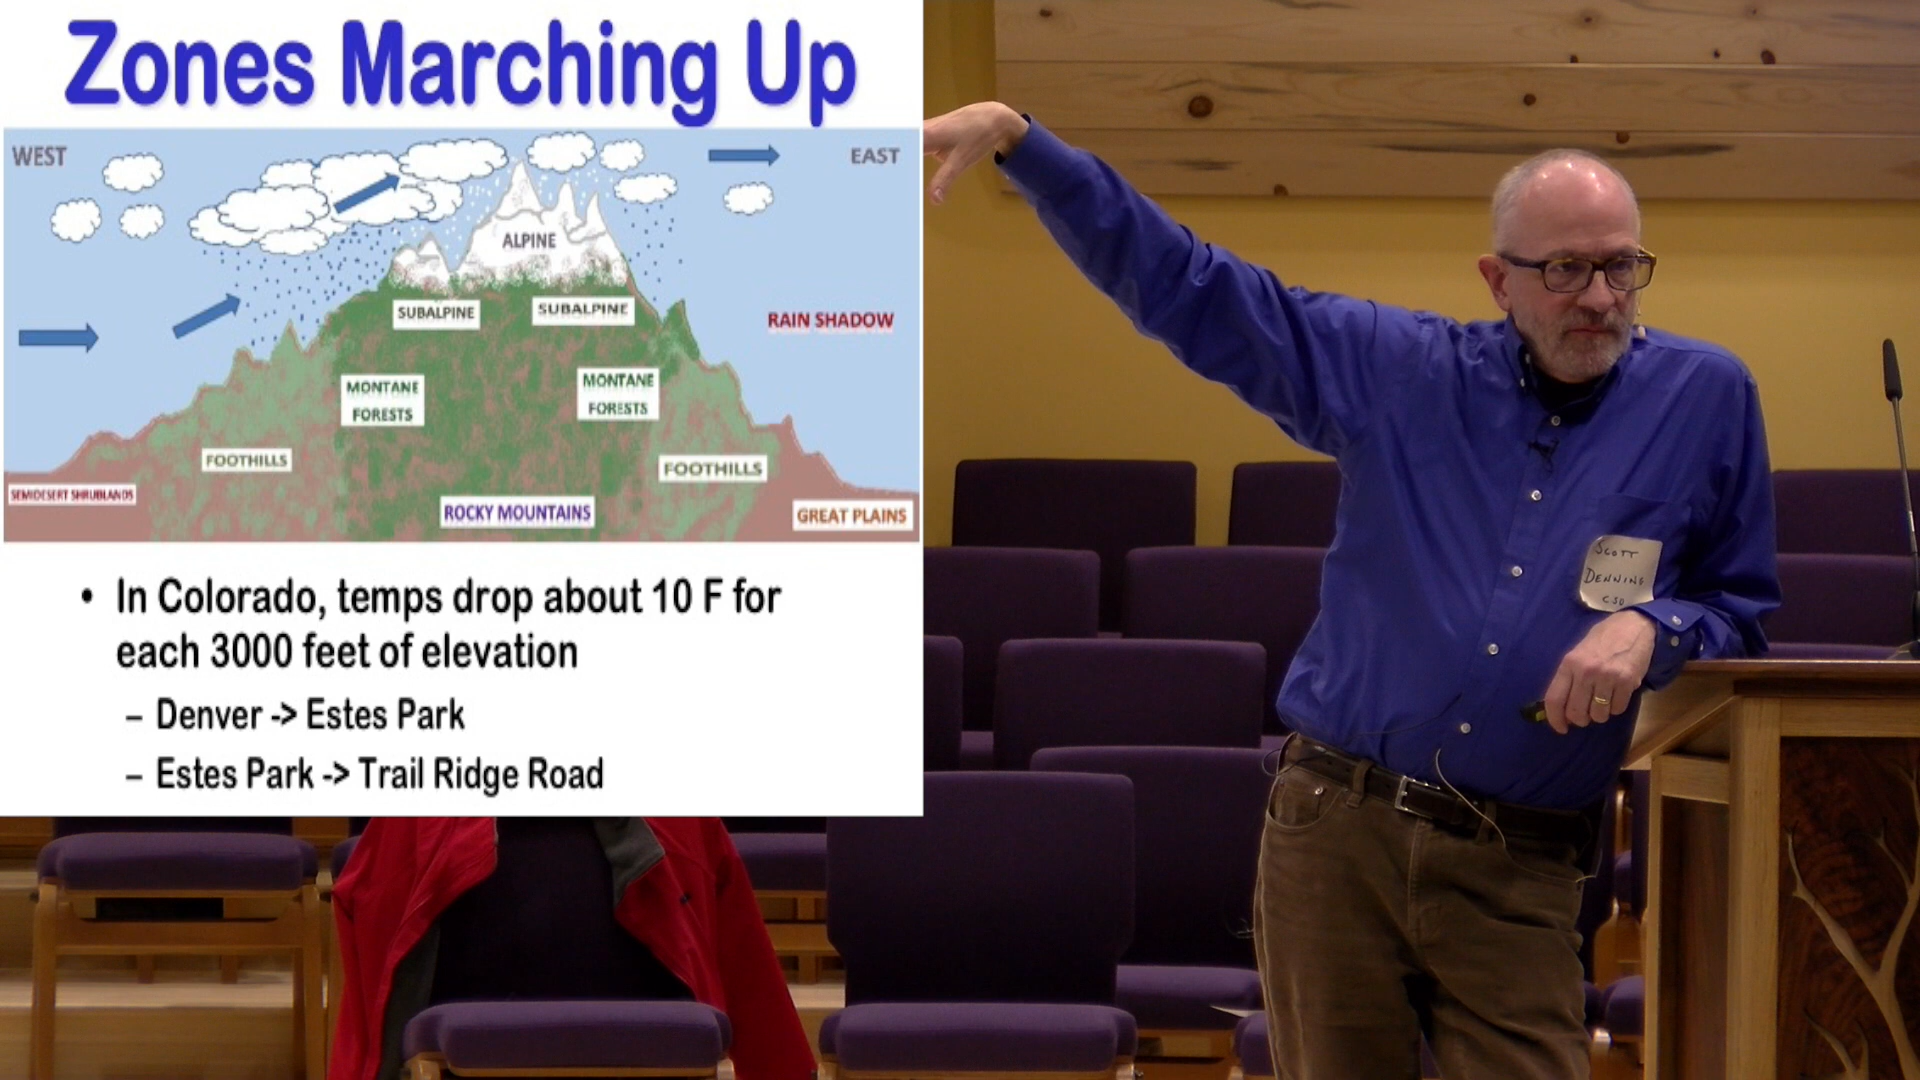 Zones Marching Up
WEST
EAST
ALPINE
SUBALPINE
SUBALPINE
RAIN SHADOW
MONTANE
FORESTS
MONTANE
FORESTS
FOOTHILLS
FOOTHILLS
SEMIDESERT SHRUBLANDS
ROCKY MOUNTAINS
GREAT PLAINS
• In Colorado, temps drop about 10 F for
each 3000 feet of elevation
– Denver -> Estes Park
– Estes Park -> Trail Ridge Road
SCOTT
DENNING
CSU